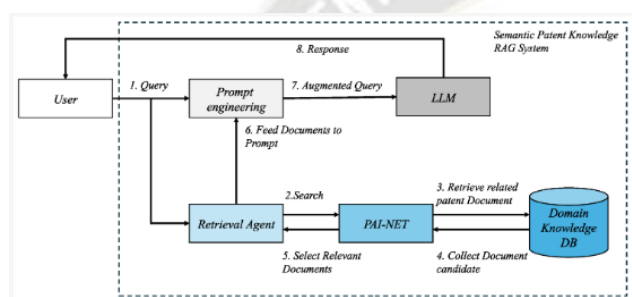 8. Response
Semantic Patent Knowledge
RAG System
User
1. Query
Prompt
engineering
7. Augmented Query
LLM
6. Feed Documents to
Prompt
Retrieval Agent
2.Search
PAI-NET
3. Retrieve related
patent Document
Domain
Knowledge
DB
5. Select Relevant
Documents
4. Collect Document
candidate